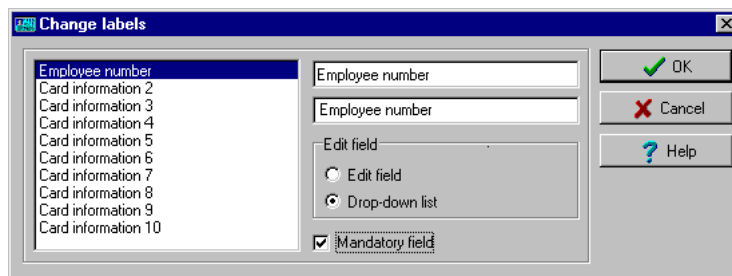 Change labels
Employee number
Card information 2
Card information 3
Card information 4
Card information 5
Card information 6
Card information 7
Card information 8
Card information 9
Card information 10
Employee number
Employee number
Edit field
Edit field
Drop-down list
Mandatory field
OK
Cancel
Help